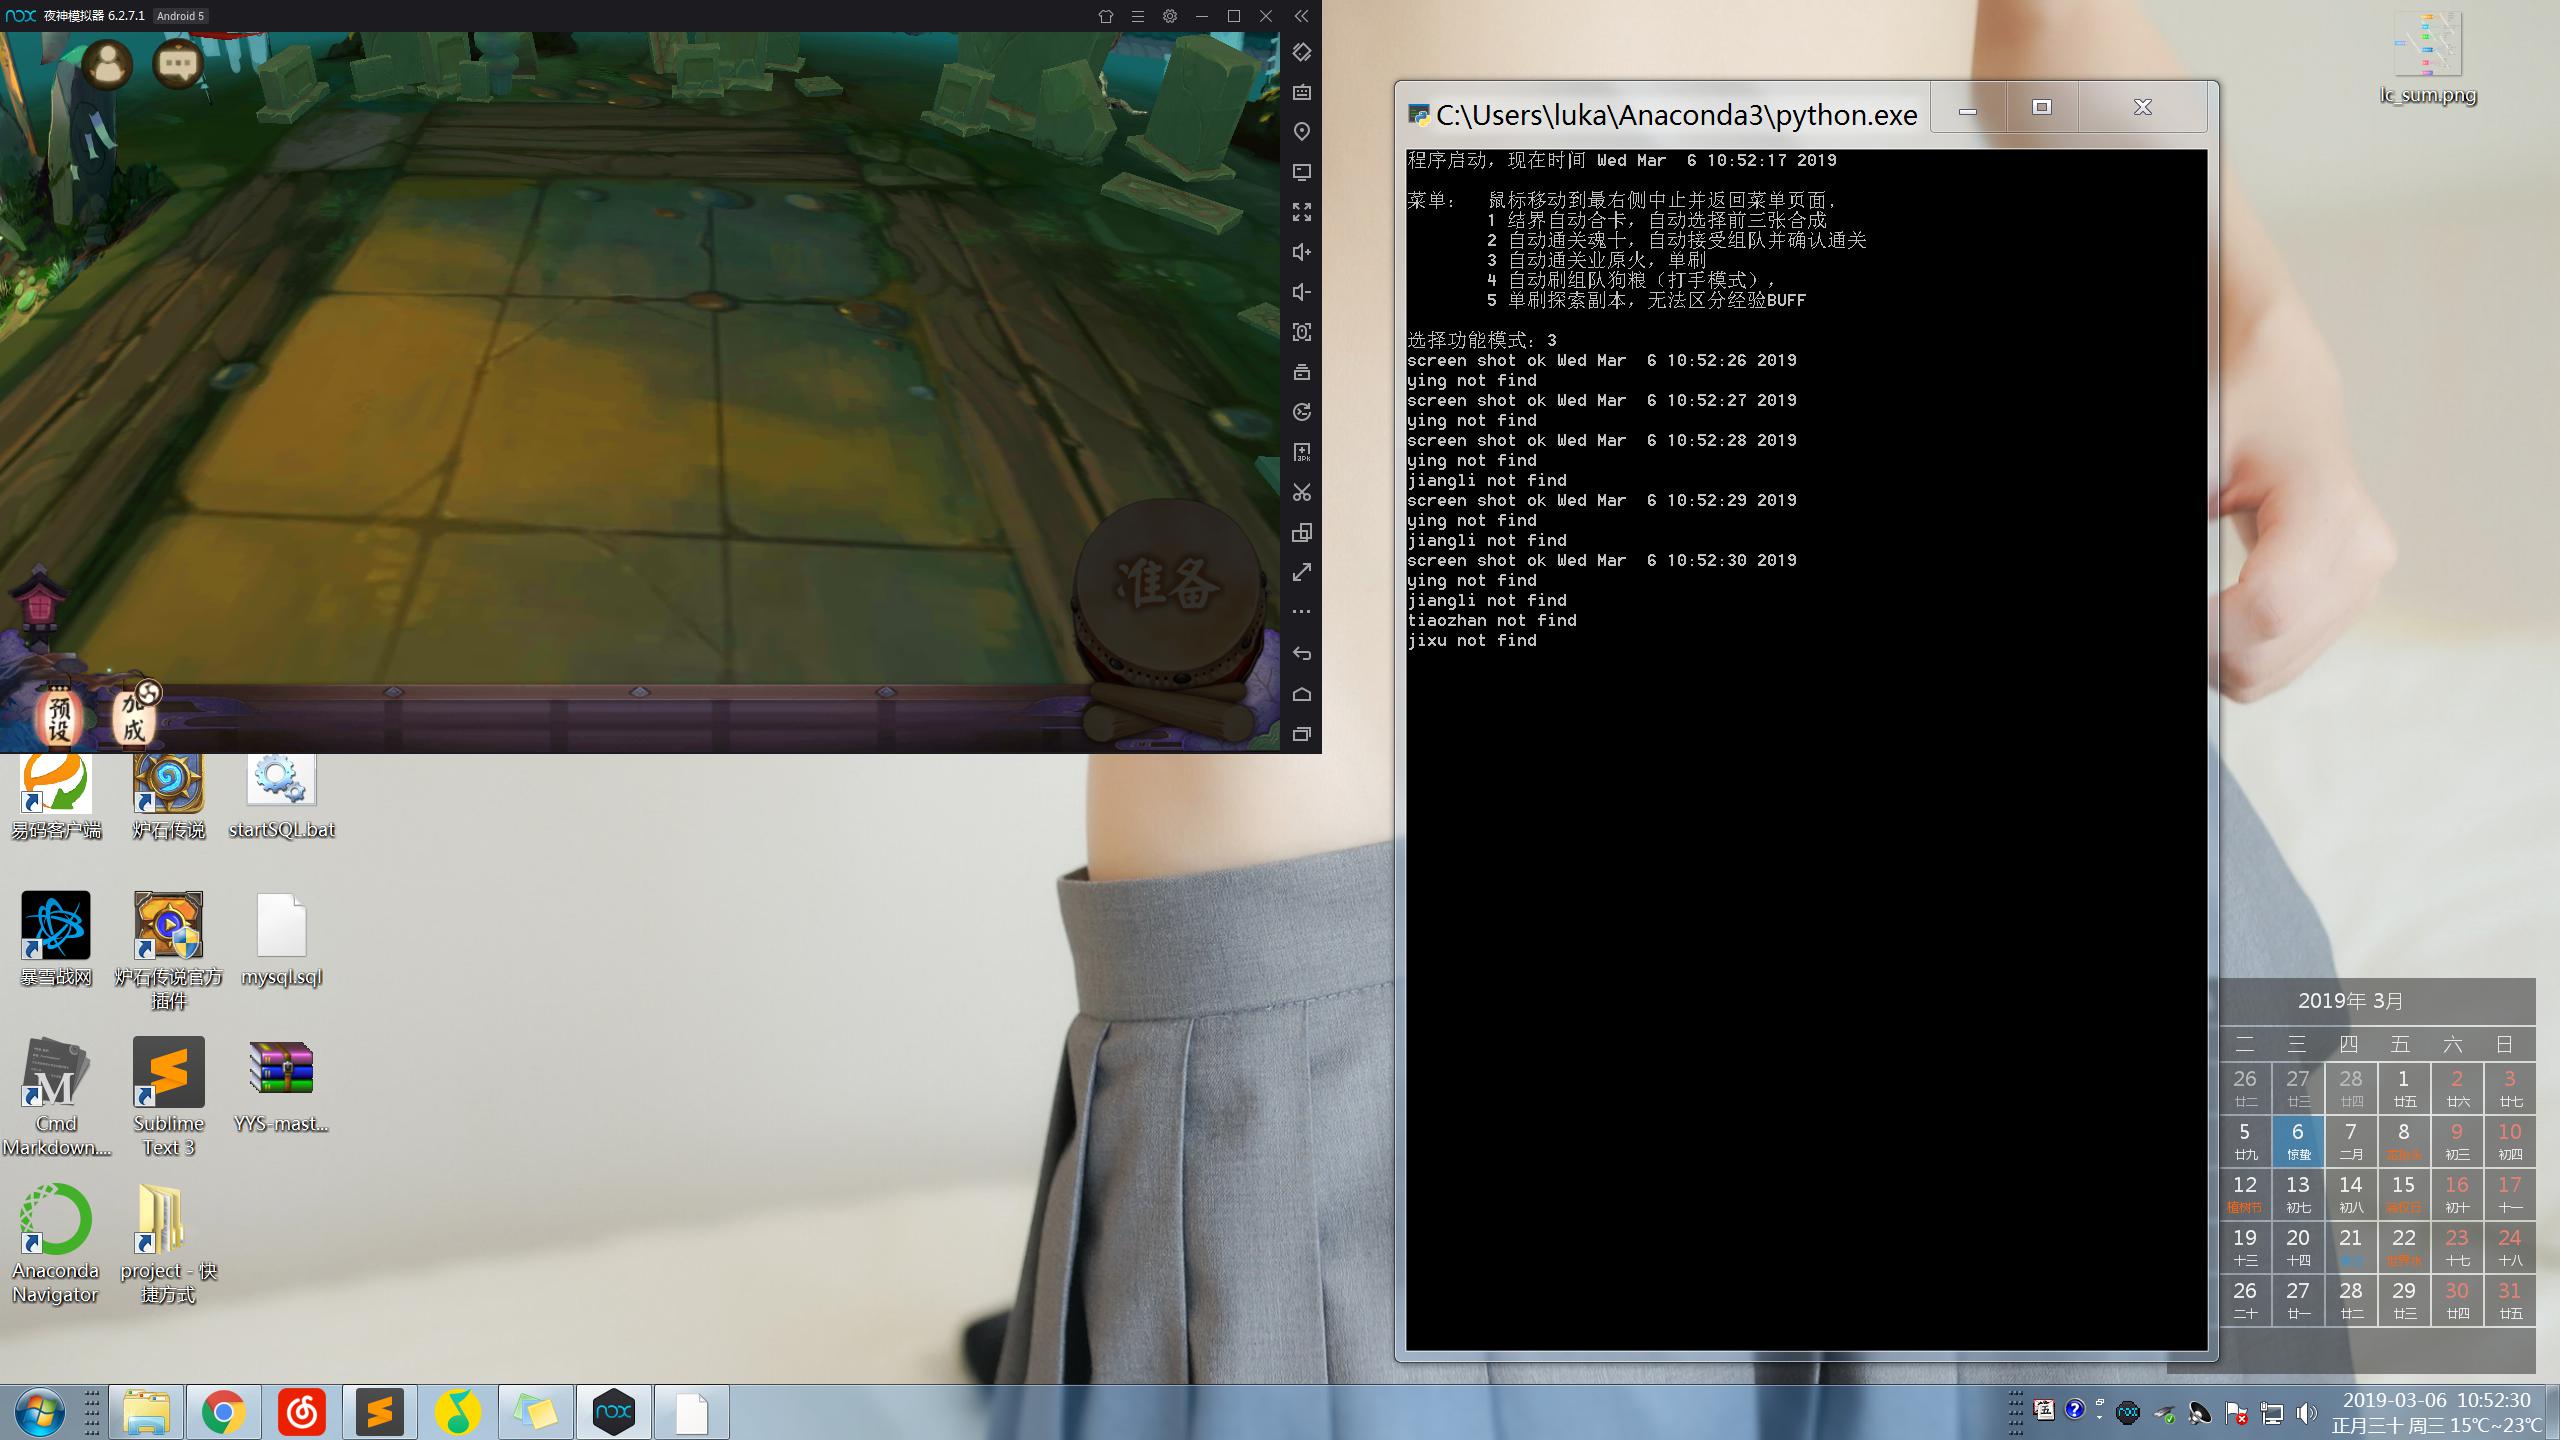 nox 夜神模拟器 6.2.7.1 Android 5
准备
预设
加成
易码客户端
炉石传说
startSQL.bat
暴雪战网
炉石传说官方
插件
mysql.sql
Cmd
Markdown....
Sublime
Text 3
YYS-mast...
Anaconda
Navigator
project - 快
捷方式
lc_sum.png
C:\Users\luka\Anaconda3\python.exe
程序启动，现在时间 Wed Mar  6 10:52:17 2019
菜单：  鼠标移动到最右侧中止并返回菜单页面，
1 结界自动合卡，自动选择前三张合成
2 自动通关魂十，自动接受组队并确认通关
3 自动通关业原火，单刷
4 自动刷组队狗粮（打手模式），
5 单刷探索副本，无法区分经验BUFF
选择功能模式：3
screen shot ok Wed Mar  6 10:52:26 2019
ying not find
screen shot ok Wed Mar  6 10:52:27 2019
ying not find
screen shot ok Wed Mar  6 10:52:28 2019
ying not find
jiangli not find
screen shot ok Wed Mar  6 10:52:29 2019
ying not find
jiangli not find
screen shot ok Wed Mar  6 10:52:30 2019
ying not find
jiangli not find
tiaozhan not find
jixu not find
2019年 3月
二 三 四 五 六 日
26 27 28 1 2 3
廿二 廿三 廿四 廿五 廿六 廿七
5 6 7 8 9 10
廿九 惊蛰 二月 初三 初四
12 13 14 15 16 17
植树节 初七 初八 初十 十一
19 20 21 22 23 24
十三 十四 十七 十八
26 27 28 29 30 31
二十 廿一 廿二 廿三 廿四 廿五
nox
五
nox
2019-03-06 10:52:30
正月三十 周三 15℃~23℃